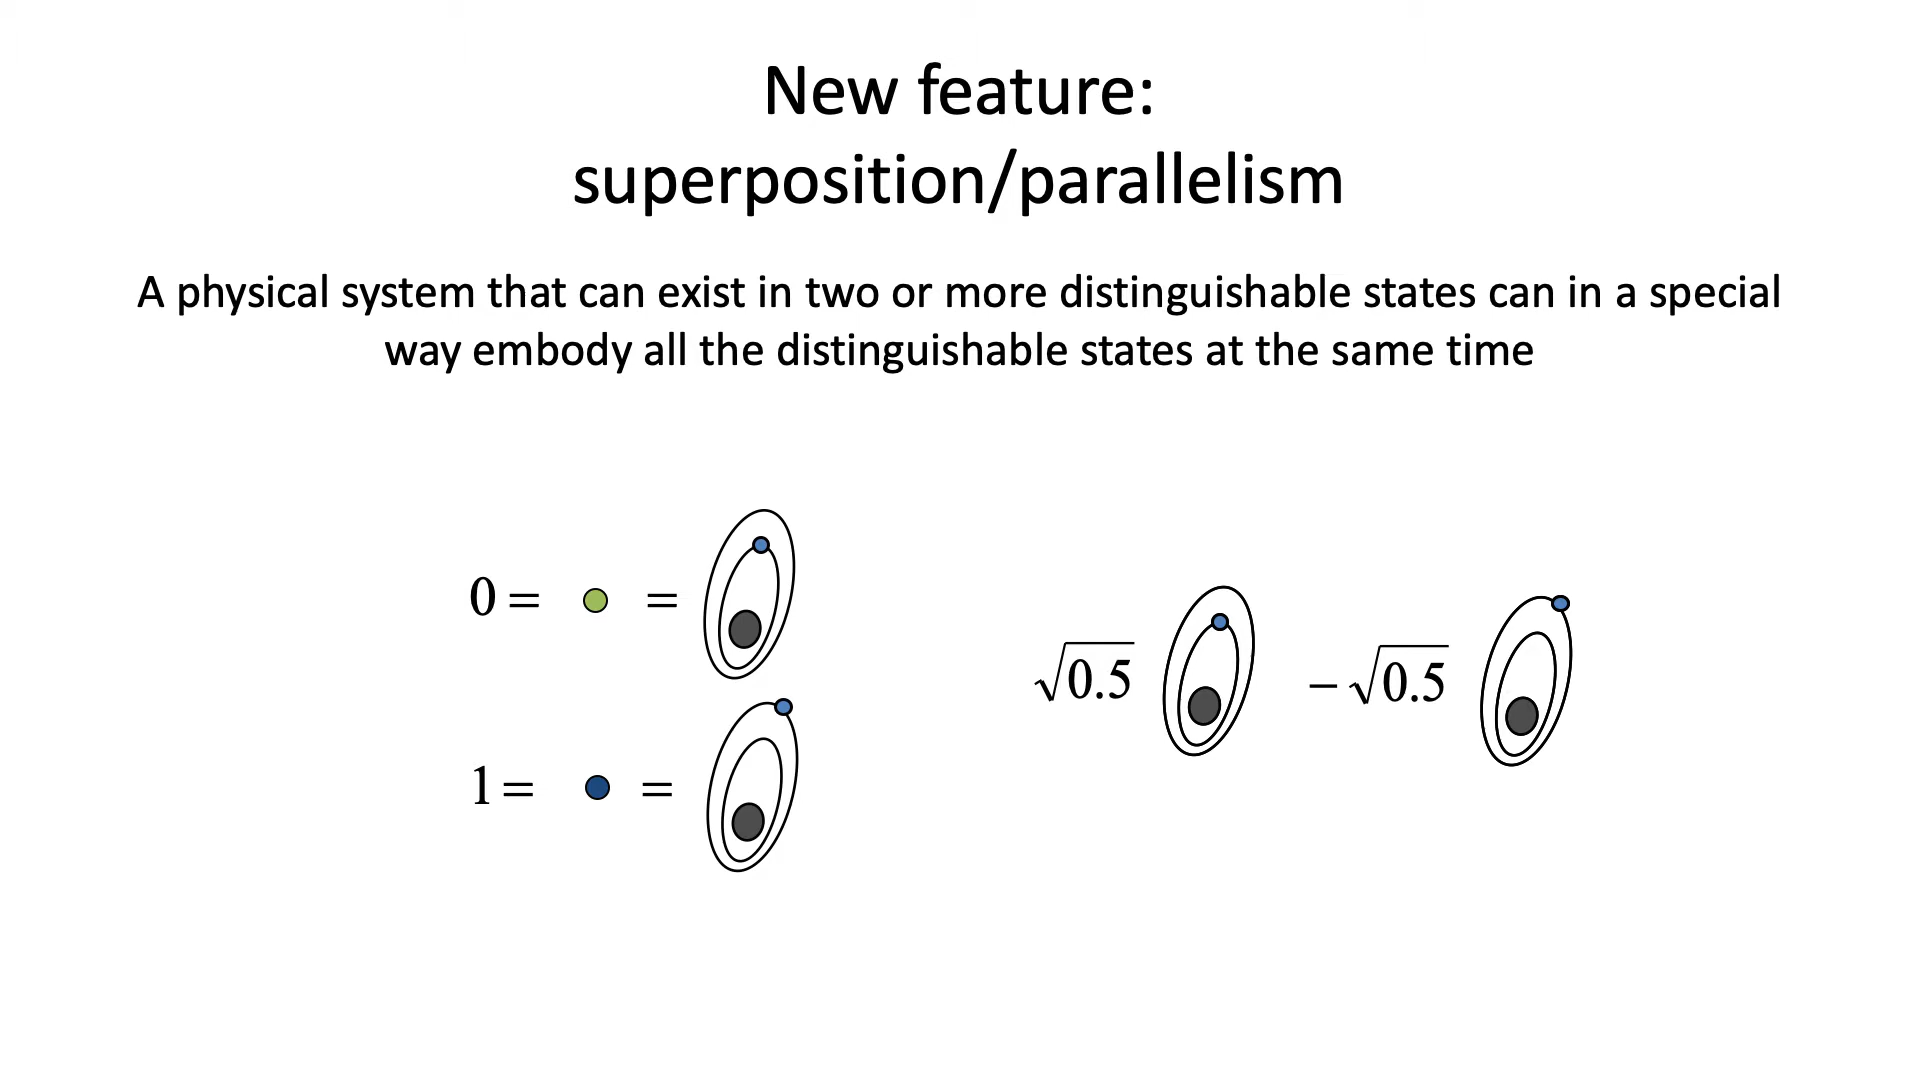 New feature:
superposition/parallelism
A physical system that can exist in two or more distinguishable states can in a special
way embody all the distinguishable states at the same time
0 = =
1 = =
√0.5 − √0.5